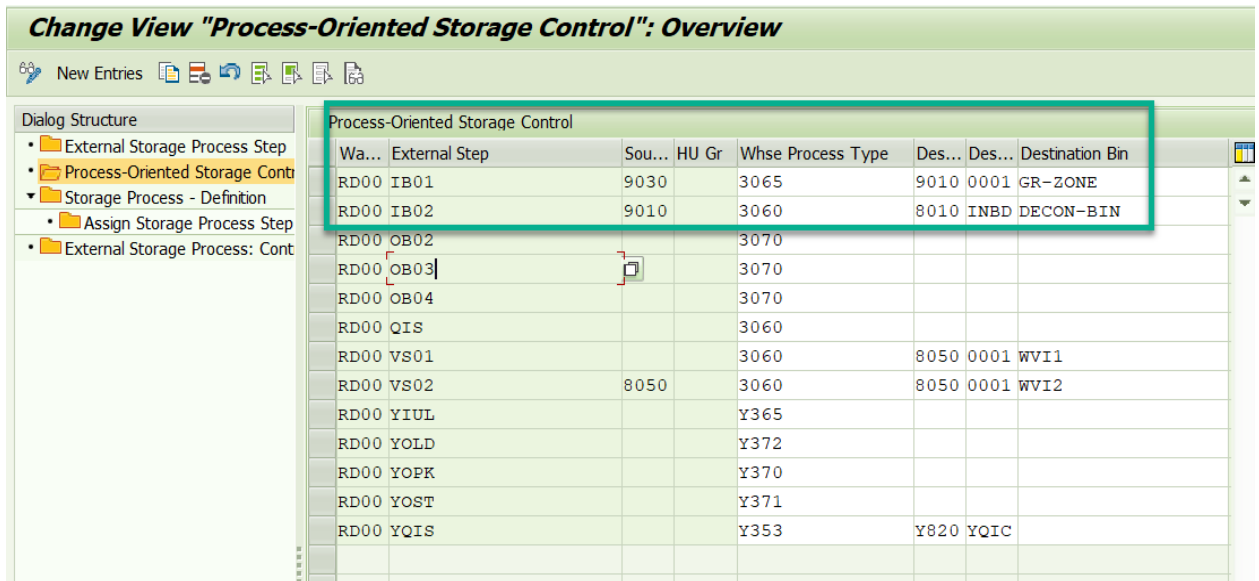 Change View "Process-Oriented Storage Control": Overview
New Entries
Dialog Structure
External Storage Process Step
Process-Oriented Storage Contr
Storage Process - Definition
Assign Storage Process Step
External Storage Process: Cont
Process-Oriented Storage Control
Wa... External Step Sou... HU Gr Whse Process Type Des... Des... Destination Bin
RD00 IB01 9030 3065 9010 0001 GR-ZONE
RD00 IB02 9010 3060 8010 INBD DECON-BIN
RD00 OB02 3070
RD00 OB03 3070
RD00 OB04 3070
RD00 QIS 3060
RD00 VS01 3060 8050 0001 WVI1
RD00 VS02 8050 3060 8050 0001 WVI2
RD00 YIUL Y365
RD00 YOLD Y372
RD00 YOPK Y370
RD00 YOST Y371
RD00 YQIS Y353 Y820 YQIC